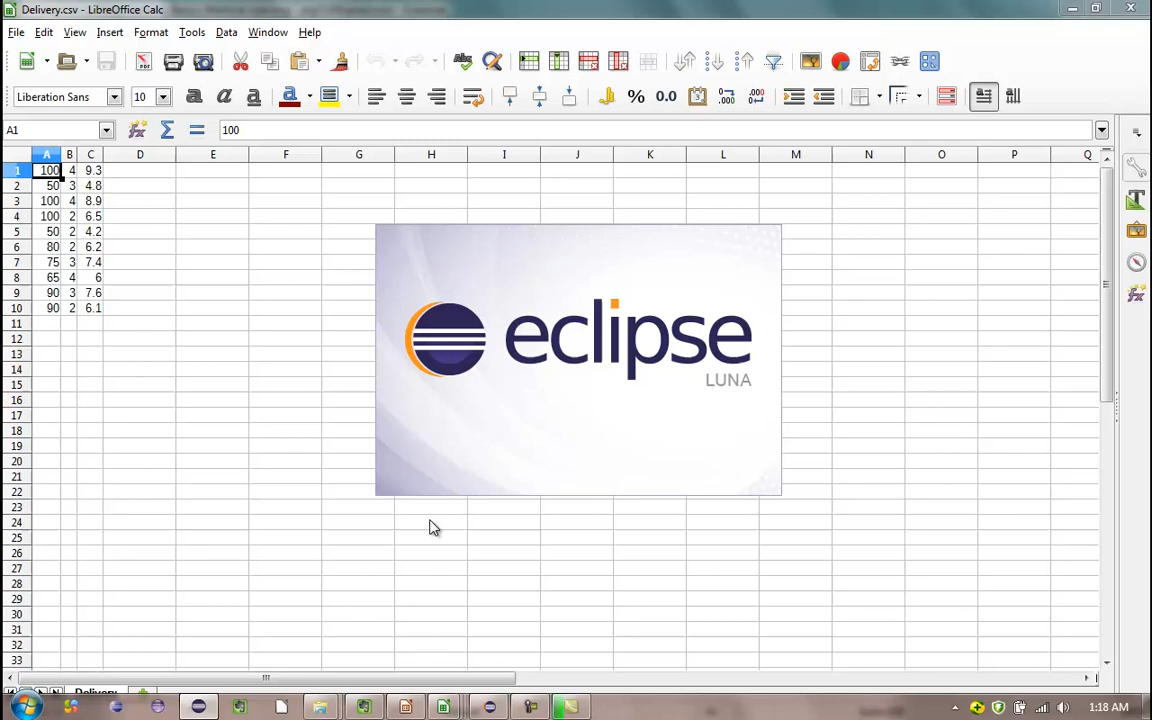 Delivery.csv - LibreOffice Calc
File Edit View Insert Format Tools Data Window Help
Liberation Sans 10
A1 100
A B C D E F G H I J K L M N O P Q
1 100 4 9.3
2 50 3 4.8
3 100 4 8.9
4 100 2 6.5
5 50 2 4.2
6 80 2 6.2
7 75 3 7.4
8 65 4 6
9 90 3 7.6
10 90 2 6.1
11
12
13
14
15
16
17
18
19
20
21
22
23
24
25
26
27
28
29
30
31
32
33
eclipse
LUNA
Delivery
1:18 AM